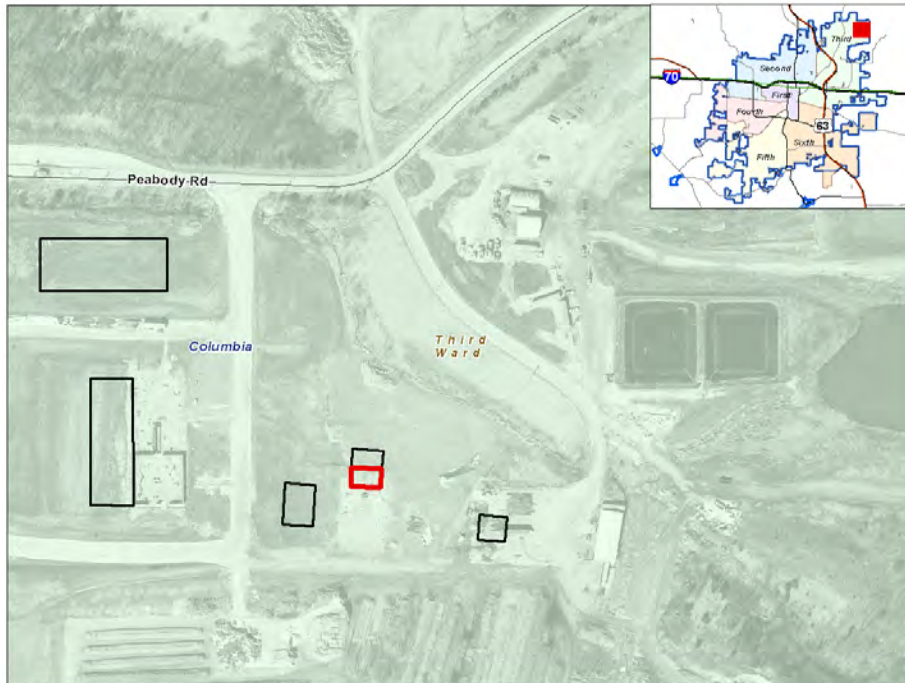 Third
Second
70
First
Fourth
63
Sixth
Fifth
Peabody Rd
Columbia
Third
Ward